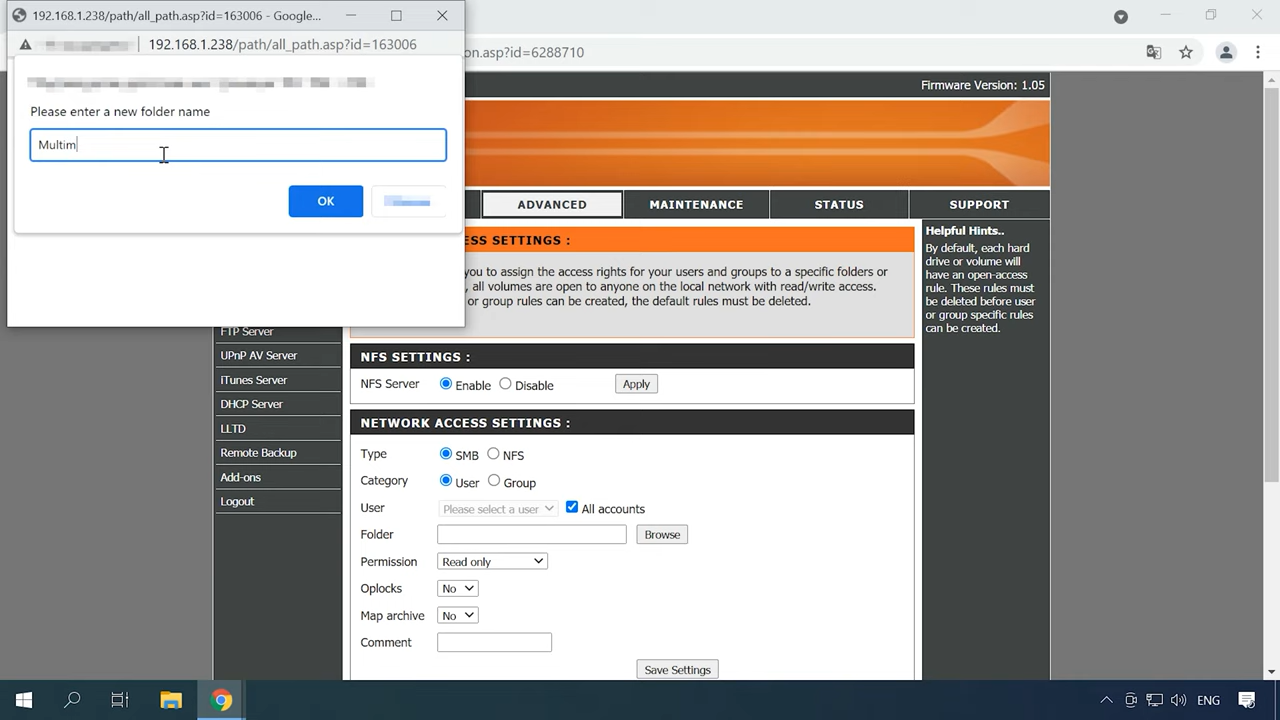 192.168.1.238/path/all_path.asp?id=163006 - Google...
192.168.1.238/path/all_path.asp?id=163006
on.asp?id=6288710
Please enter a new folder name
Multim
OK
Firmware Version: 1.05
ADVANCED
MAINTENANCE
STATUS
SUPPORT
ESS SETTINGS :
you to assign the access rights for your users and groups to a specific folders or
, all volumes are open to anyone on the local network with read/write access.
or group rules can be created, the default rules must be deleted.
Helpful Hints..
By default, each hard
drive or volume will
have an open-access
rule. These rules must
be deleted before user
or group specific rules
can be created.
FTP Server
UPnP AV Server
iTunes Server
DHCP Server
LLTD
Remote Backup
Add-ons
Logout
NFS SETTINGS :
NFS Server Enable Disable Apply
NETWORK ACCESS SETTINGS :
Type SMB NFS
Category User Group
User Please select a user All accounts
Folder Browse
Permission Read only
Oplocks No
Map archive No
Comment
Save Settings
ENG